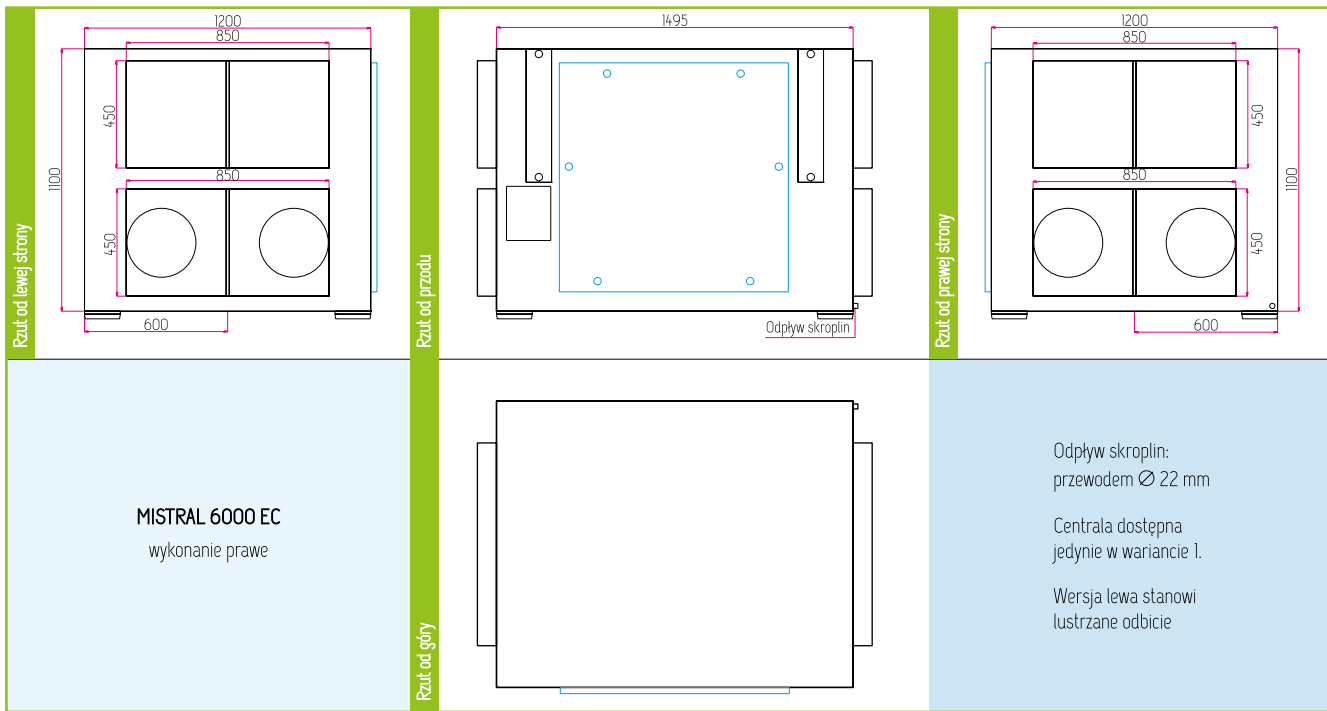 Rzut od lewej strony
1200
850
450
1100
850
450
600
Rzut od przodu
1495
Odpływ skroplin
Rzut od prawej strony
1200
850
450
1100
850
450
600
MISTRAL 6000 EC
wykonanie prawe
Rzut od góry
Odpływ skroplin:
przewodem Ø 22 mm
Centrala dostępna
jedynie w wariancie 1.
Wersja lewa stanowi
lustrzane odbicie